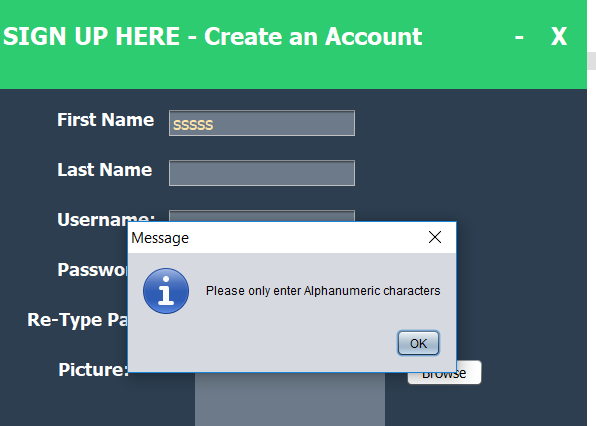 SIGN UP HERE - Create an Account - X
First Name sssss
Last Name
Username:
Message
Please only enter Alphanumeric characters
OK
Re-Type
Picture:
Browse